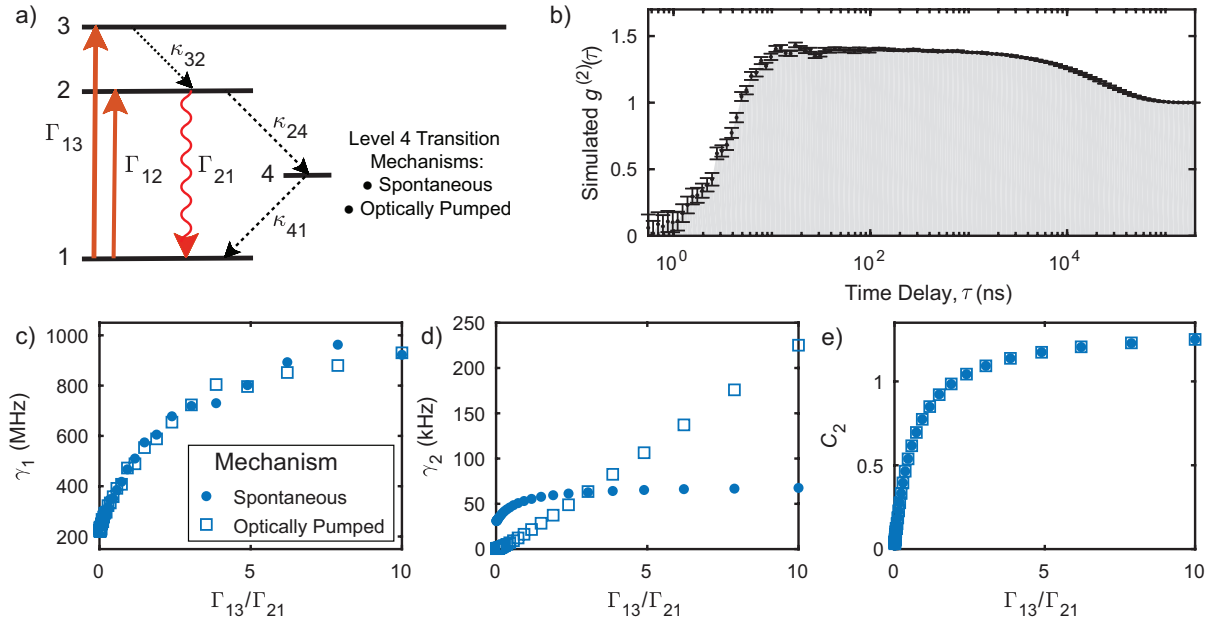 a)
3
κ32
2
Γ13
Γ12
Γ21
κ24
4
κ41
1
Level 4 Transition
Mechanisms:
● Spontaneous
● Optically Pumped
b)
1.5
1
0.5
0
Simulated g(2)(τ)
10^0
10^2
10^4
Time Delay, τ (ns)
c)
1000
800
600
400
200
γ1 (MHz)
0
5
10
Γ13/Γ21
Mechanism
Spontaneous
Optically Pumped
d)
250
200
150
100
50
0
γ2 (kHz)
0
5
10
Γ13/Γ21
e)
1
0.5
0
C2
0
5
10
Γ13/Γ21